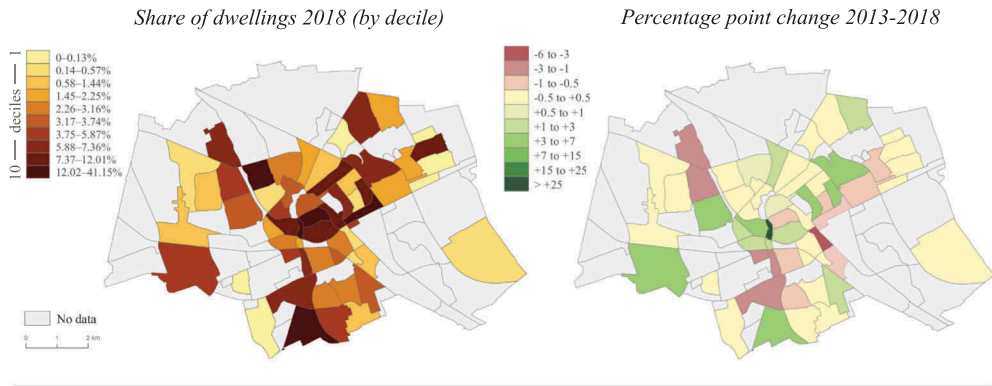 Share of dwellings 2018 (by decile)
Percentage point change 2013-2018
10 — deciles — 1
0–0.13%
0.14–0.57%
0.58–1.44%
1.45–2.25%
2.26–3.16%
3.17–3.74%
3.75–5.87%
5.88–7.36%
7.37–12.01%
12.02–41.15%
-6 to -3
-3 to -1
-1 to -0.5
-0.5 to +0.5
+0.5 to +1
+1 to +3
+3 to +7
+7 to +15
+15 to +25
> +25
No data
0 1 2 km